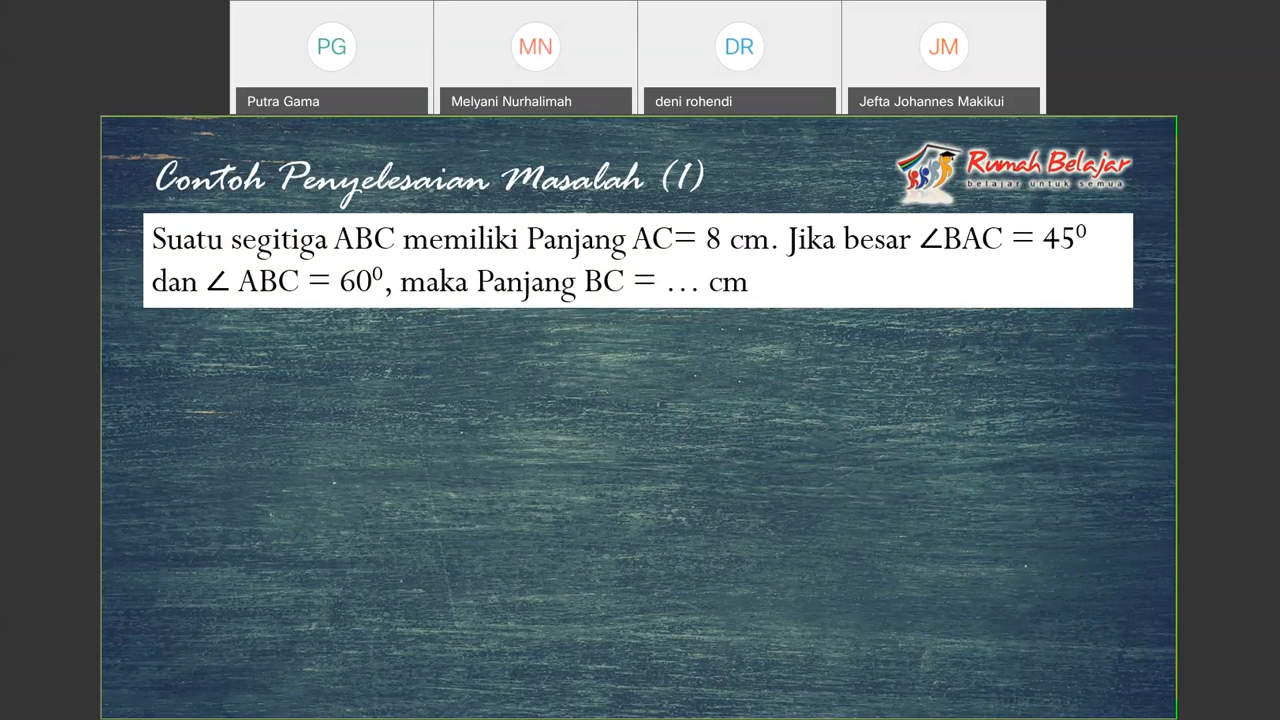 PG
MN
DR
JM
Putra Gama
Melyani Nurhalimah
deni rohendi
Jefta Johannes Makikui
Contoh Penyelesaian Masalah (1)
Rumah Belajar
belajar untuk semua
Suatu segitiga ABC memiliki Panjang AC= 8 cm. Jika besar ∠BAC = 45⁰
dan ∠ ABC = 60⁰, maka Panjang BC = … cm